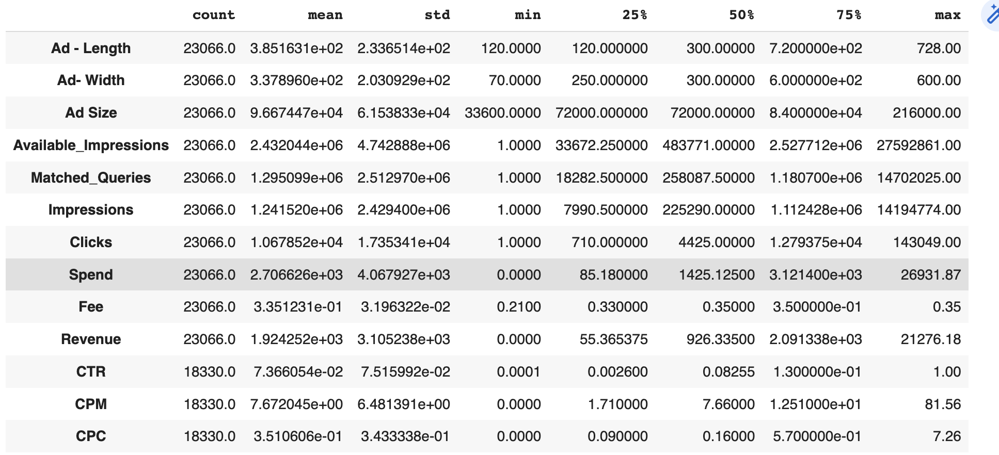 count mean std min 25% 50% 75% max
Ad - Length 23066.0 3.851631e+02 2.336514e+02 120.0000 120.000000 300.00000 7.200000e+02 728.00
Ad- Width 23066.0 3.378960e+02 2.030929e+02 70.0000 250.000000 300.00000 6.000000e+02 600.00
Ad Size 23066.0 9.667447e+04 6.153833e+04 33600.0000 72000.000000 72000.00000 8.400000e+04 216000.00
Available_Impressions 23066.0 2.432044e+06 4.742888e+06 1.0000 33672.250000 483771.00000 2.527712e+06 27592861.00
Matched_Queries 23066.0 1.295099e+06 2.512970e+06 1.0000 18282.500000 258087.50000 1.180700e+06 14702025.00
Impressions 23066.0 1.241520e+06 2.429400e+06 1.0000 7990.500000 225290.00000 1.112428e+06 14194774.00
Clicks 23066.0 1.067852e+04 1.735341e+04 1.0000 710.000000 4425.00000 1.279375e+04 143049.00
Spend 23066.0 2.706626e+03 4.067927e+03 0.0000 85.180000 1425.12500 3.121400e+03 26931.87
Fee 23066.0 3.351231e-01 3.196322e-02 0.2100 0.330000 0.35000 3.500000e-01 0.35
Revenue 23066.0 1.924252e+03 3.105238e+03 0.0000 55.365375 926.33500 2.091338e+03 21276.18
CTR 18330.0 7.366054e-02 7.515992e-02 0.0001 0.002600 0.08255 1.300000e-01 1.00
CPM 18330.0 7.672045e+00 6.481391e+00 0.0000 1.710000 7.66000 1.251000e+01 81.56
CPC 18330.0 3.510606e-01 3.433338e-01 0.0000 0.090000 0.16000 5.700000e-01 7.26